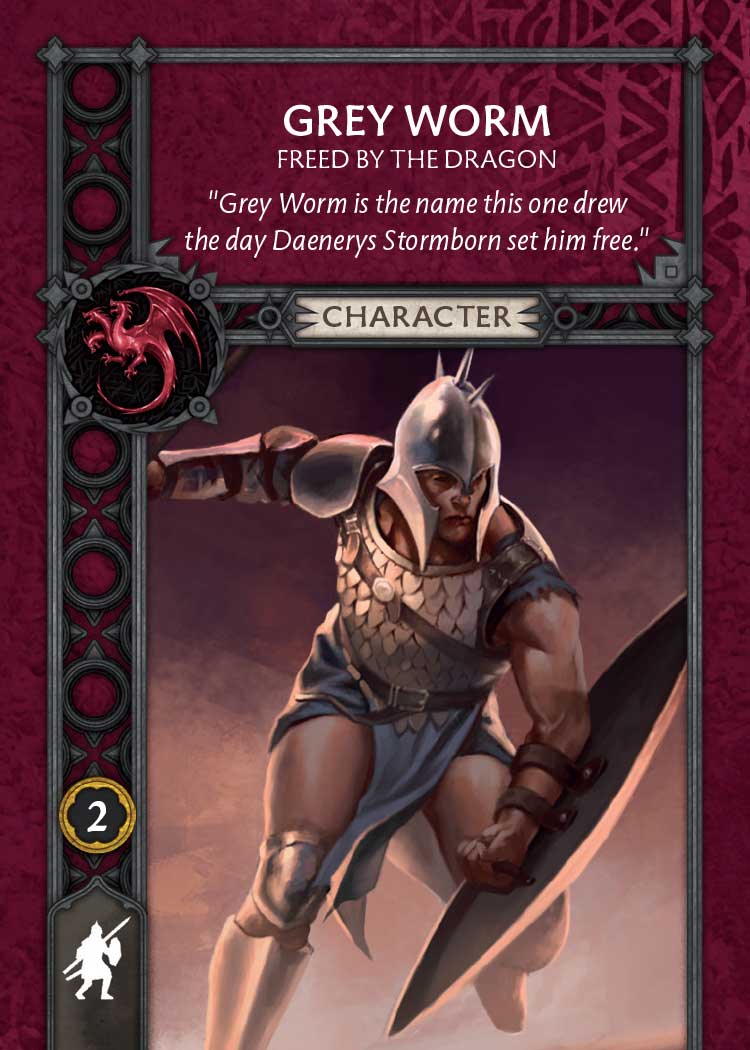 GREY WORM
FREED BY THE DRAGON
"Grey Worm is the name this one drew
the day Daenerys Stormborn set him free."
CHARACTER
2